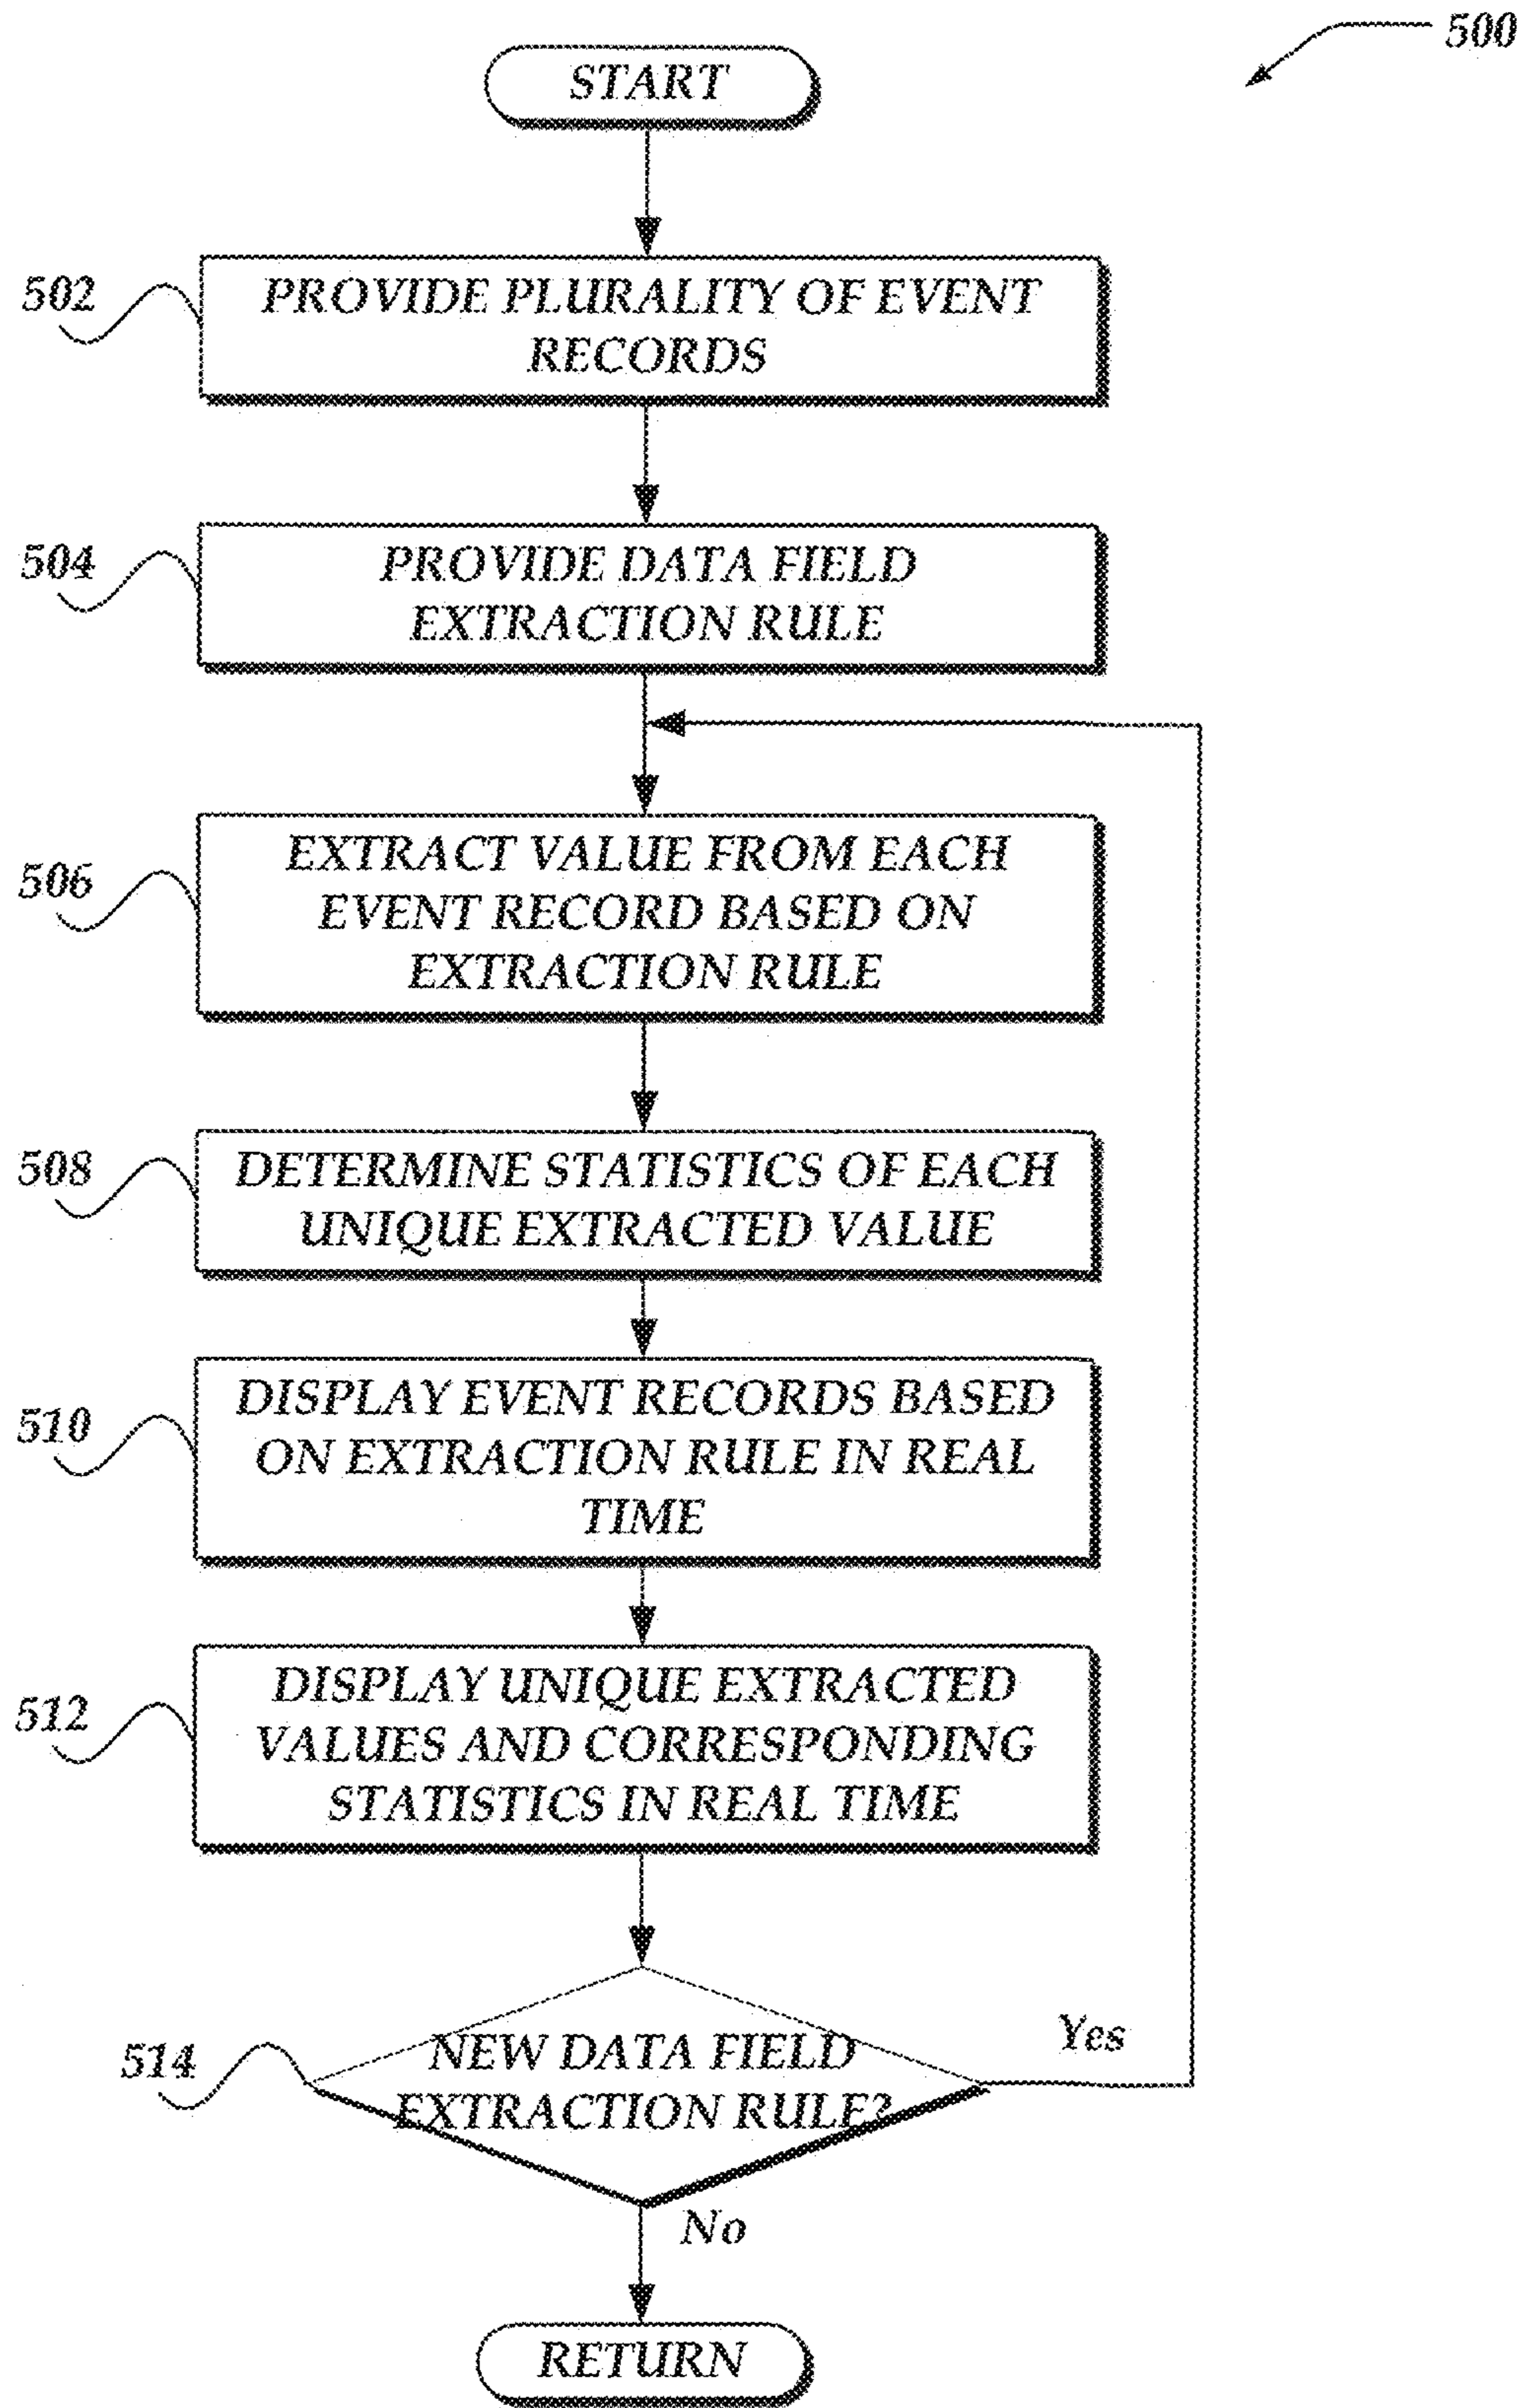 500
START
502
PROVIDE PLURALITY OF EVENT
RECORDS
504
PROVIDE DATA FIELD
EXTRACTION RULE
506
EXTRACT VALUE FROM EACH
EVENT RECORD BASED ON
EXTRACTION RULE
508
DETERMINE STATISTICS OF EACH
UNIQUE EXTRACTED VALUE
510
DISPLAY EVENT RECORDS BASED
ON EXTRACTION RULE IN REAL
TIME
512
DISPLAY UNIQUE EXTRACTED
VALUES AND CORRESPONDING
STATISTICS IN REAL TIME
514
NEW DATA FIELD
EXTRACTION RULE?
Yes
No
RETURN